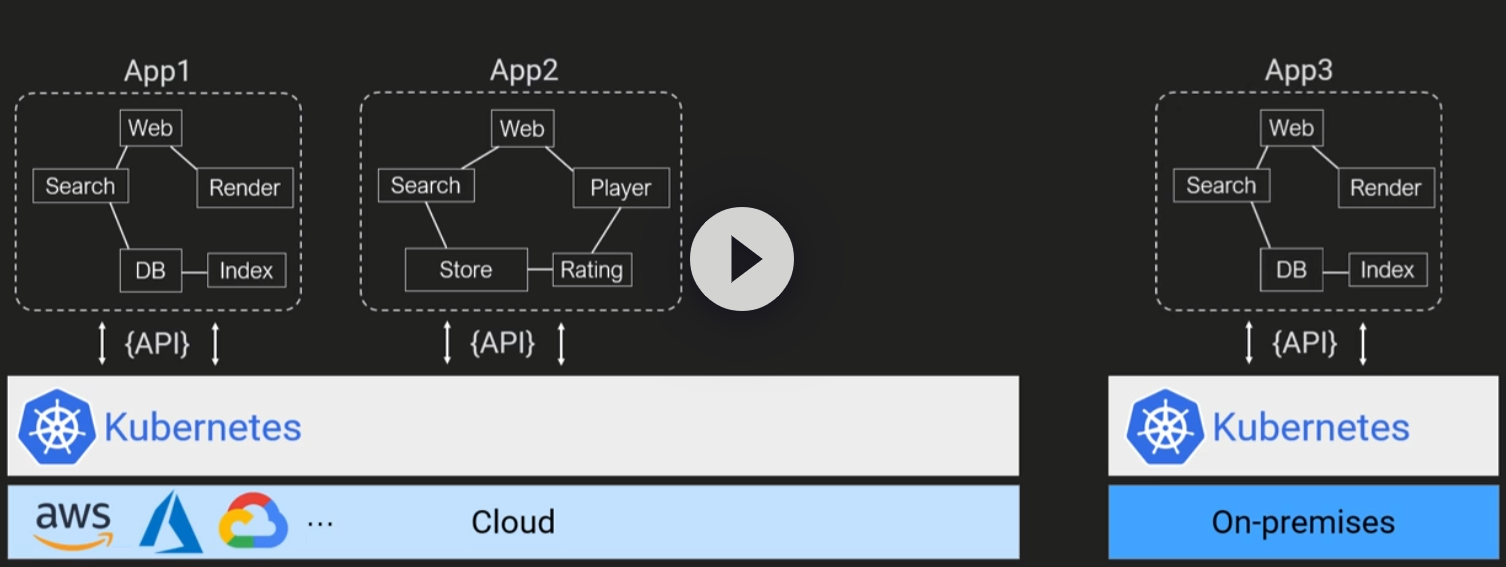 App1
Web
Search
Render
DB
Index
{API}
App2
Web
Search
Player
Store
Rating
{API}
App3
Web
Search
Render
DB
Index
{API}
Kubernetes
aws
...
Cloud
Kubernetes
On-premises